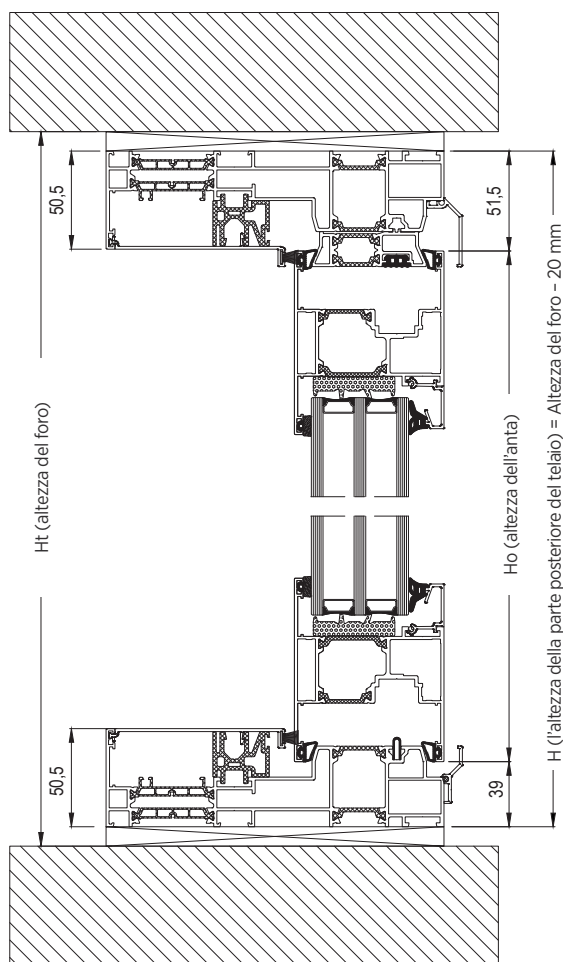 50,5
51,5
Ht (altezza del foro)
Ho (altezza dell'anta)
H (l'altezza della parte posteriore del telaio) = Altezza del foro - 20 mm
50,5
39